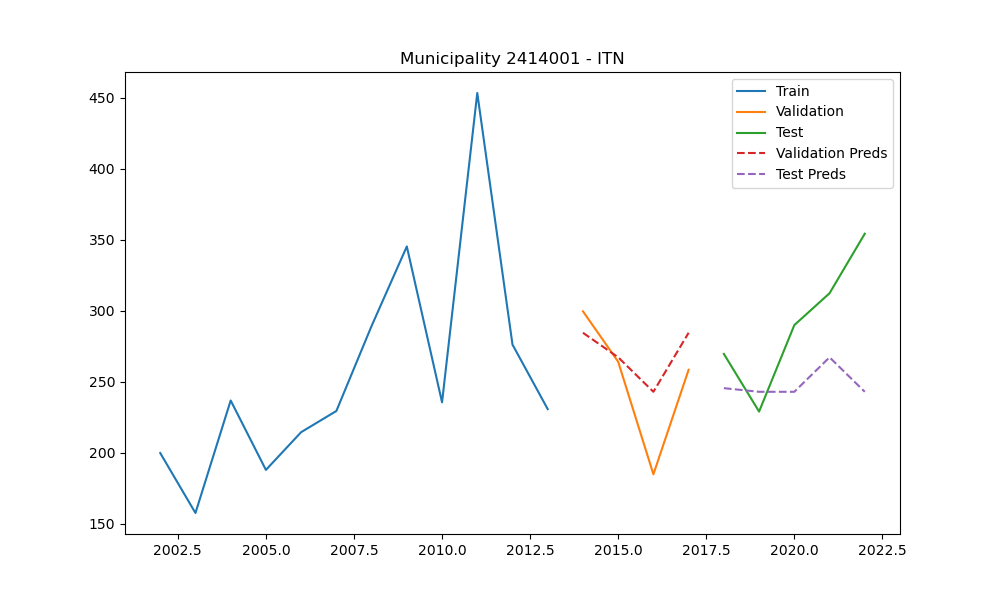 Municipality 2414001 - ITN
450
400
350
300
250
200
150
2002.5 2005.0 2007.5 2010.0 2012.5 2015.0 2017.5 2020.0 2022.5
Train
Validation
Test
Validation Preds
Test Preds